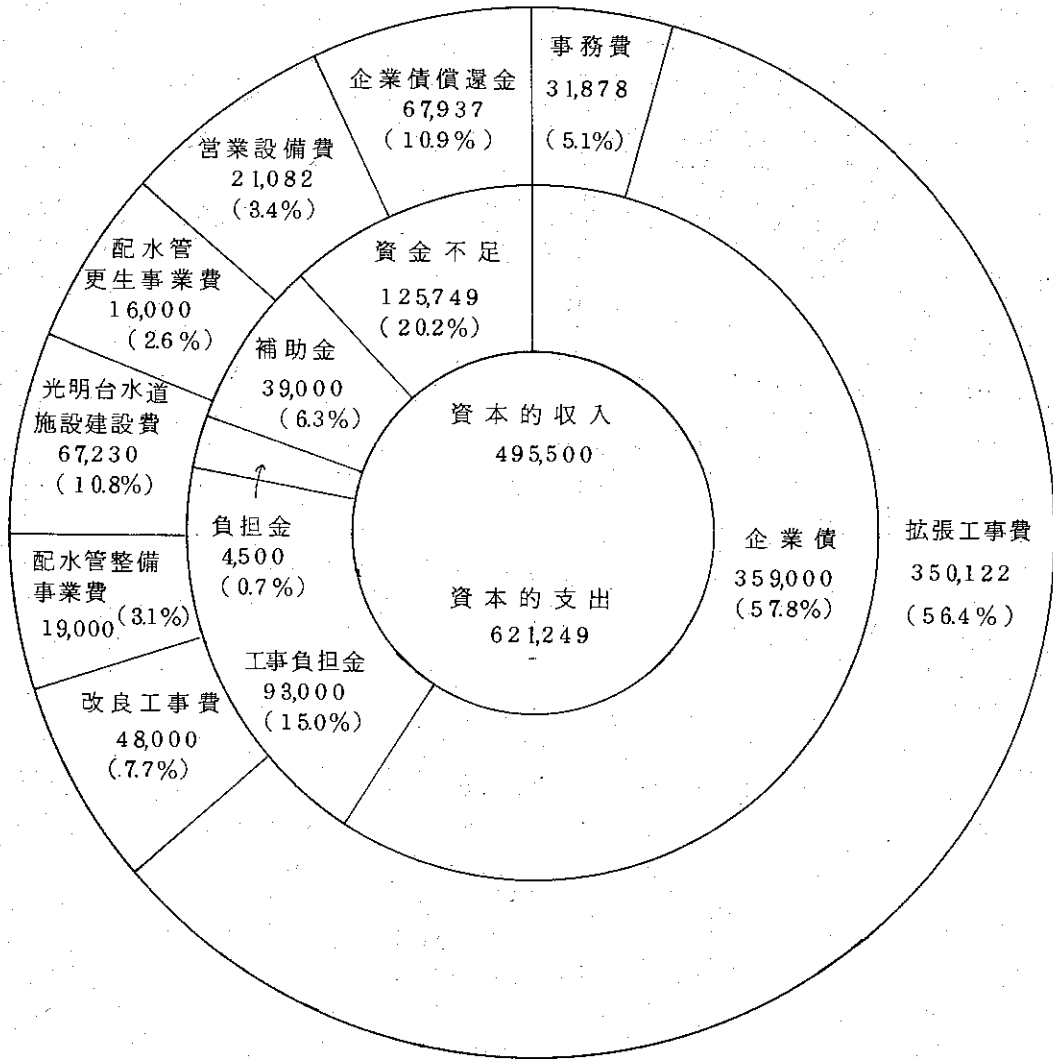 事務費
31,878
(5.1%)
企業債償還金
67,937
(10.9%)
営業設備費
21,082
(3.4%)
配水管
更生事業費
16,000
(2.6%)
光明台水道
施設建設費
67,230
(10.8%)
配水管整備
事業費
19,000(3.1%)
改良工事費
48,000
(7.7%)
拡張工事費
350,122
(56.4%)
資金不足
125,749
(20.2%)
補助金
39,000
(6.3%)
負担金
4,500
(0.7%)
工事負担金
93,000
(15.0%)
企業債
359,000
(57.8%)
資本的収入
495,500
資本的支出
621,249